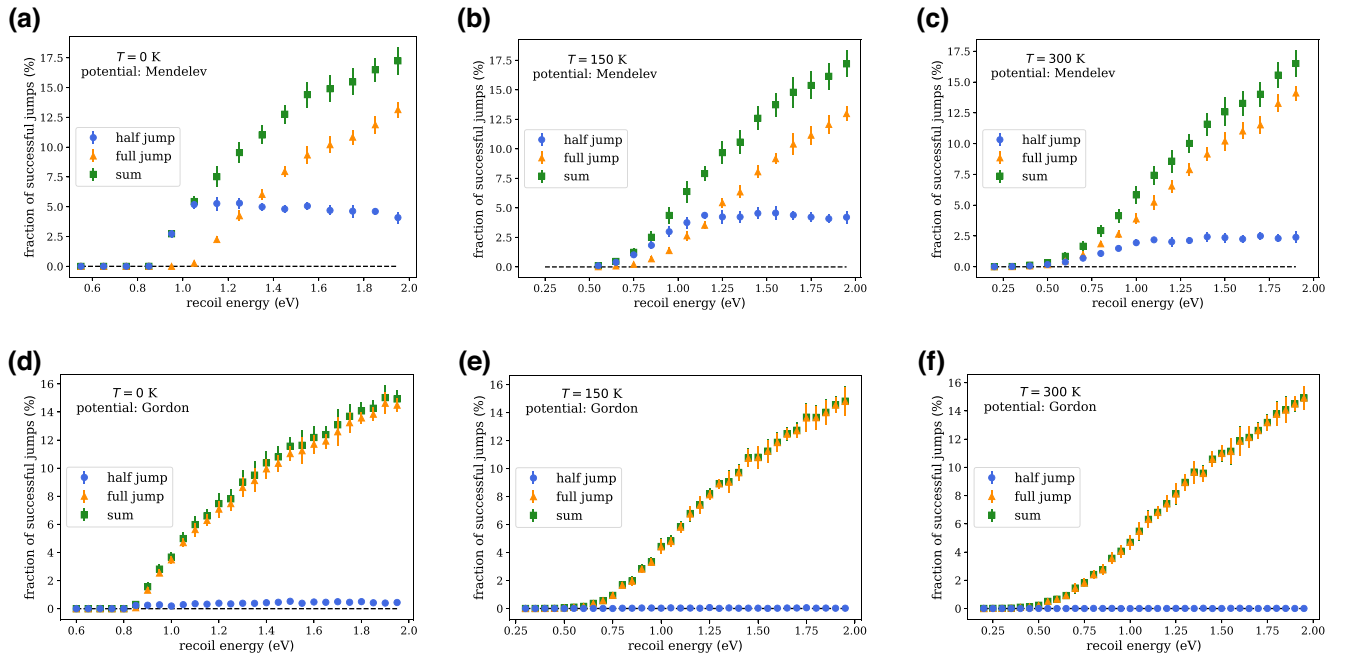 (a)
T = 0 K
potential: Mendelev
half jump
full jump
sum
fraction of successful jumps (%)
17.5
15.0
12.5
10.0
7.5
5.0
2.5
0.0
0.6 0.8 1.0 1.2 1.4 1.6 1.8 2.0
recoil energy (eV)
(b)
T = 150 K
potential: Mendelev
half jump
full jump
sum
fraction of successful jumps (%)
17.5
15.0
12.5
10.0
7.5
5.0
2.5
0.0
0.25 0.50 0.75 1.00 1.25 1.50 1.75 2.00
recoil energy (eV)
(c)
T = 300 K
potential: Mendelev
half jump
full jump
sum
fraction of successful jumps (%)
17.5
15.0
12.5
10.0
7.5
5.0
2.5
0.0
0.25 0.50 0.75 1.00 1.25 1.50 1.75 2.00
recoil energy (eV)
(d)
T = 0 K
potential: Gordon
half jump
full jump
sum
fraction of successful jumps (%)
16
14
12
10
8
6
4
2
0
0.6 0.8 1.0 1.2 1.4 1.6 1.8 2.0
recoil energy (eV)
(e)
T = 150 K
potential: Gordon
half jump
full jump
sum
fraction of successful jumps (%)
16
14
12
10
8
6
4
2
0
0.25 0.50 0.75 1.00 1.25 1.50 1.75 2.00
recoil energy (eV)
(f)
T = 300 K
potential: Gordon
half jump
full jump
sum
fraction of successful jumps (%)
16
14
12
10
8
6
4
2
0
0.25 0.50 0.75 1.00 1.25 1.50 1.75 2.00
recoil energy (eV)